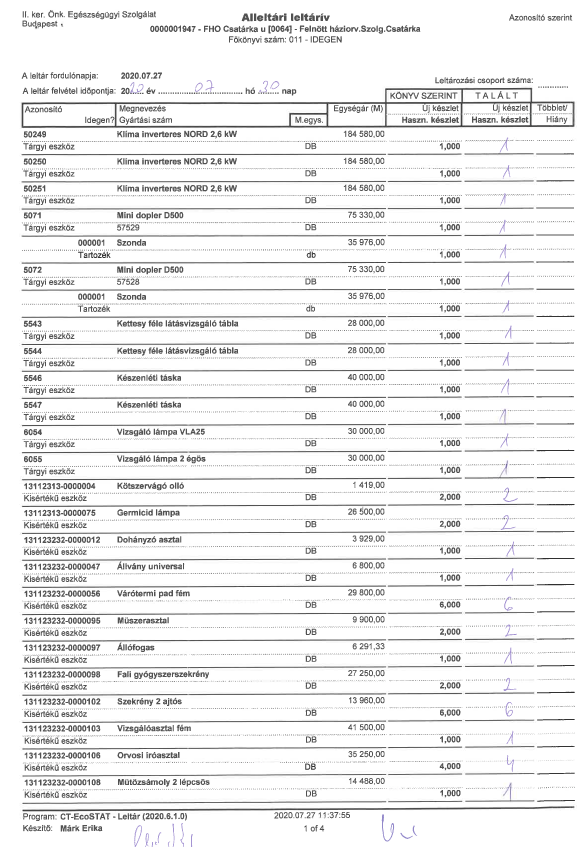 II. ker. Önk. Egészségügyi Szolgálat
Budapest ,
Alleltári leltárív
Azonosító szerint
0000001947 - FHO Csatárka u [0064] - Felnőtt háziorv.Szolg.Csatárka
Főkönyvi szám: 011 - IDEGEN
A leltár fordulónapja: 2020.07.27
Leltározási csoport száma: ............
A leltár felvétel időpontja: 2020 év 07 hó 30 nap
KÖNYV SZERINT TALÁLT
Azonosító Megnevezés Egységár (M) Új készlet Új készlet Többlet/
Idegen? Gyártási szám M.egys. Haszn. készlet Haszn. készlet Hiány
50249 Klíma inverteres NORD 2,6 kW 184 580,00
Tárgyi eszköz DB 1,000 1
50250 Klíma inverteres NORD 2,6 kW 184 580,00
Tárgyi eszköz DB 1,000 1
50251 Klíma inverteres NORD 2,6 kW 184 580,00
Tárgyi eszköz DB 1,000 1
5071 Mini dopler D500 75 330,00
Tárgyi eszköz 57529 DB 1,000 1
000001 Szonda 35 976,00
Tartozék db 1,000 1
5072 Mini dopler D500 75 330,00
Tárgyi eszköz 57528 DB 1,000 1
000001 Szonda 35 976,00
Tartozék db 1,000 1
5543 Kettesy féle látásvizsgáló tábla 28 000,00
Tárgyi eszköz DB 1,000 1
5544 Kettesy féle látásvizsgáló tábla 28 000,00
Tárgyi eszköz DB 1,000 1
5546 Készenléti táska 40 000,00
Tárgyi eszköz DB 1,000 1
5547 Készenléti táska 40 000,00
Tárgyi eszköz DB 1,000 1
6054 Vizsgáló lámpa VLA25 30 000,00
Tárgyi eszköz DB 1,000 1
6055 Vizsgáló lámpa 2 égős 30 000,00
Tárgyi eszköz DB 1,000 1
13112313-0000004 Kötszervágó olló 1 419,00
Kisértékű eszköz DB 2,000 2
13112313-0000075 Germicid lámpa 26 500,00
Kisértékű eszköz DB 2,000 2
131123232-0000012 Dohányzó asztal 3 929,00
Kisértékű eszköz DB 1,000 1
131123232-0000047 Állvány universal 6 800,00
Kisértékű eszköz DB 1,000 1
131123232-0000056 Várótermi pad fém 29 800,00
Kisértékű eszköz DB 6,000 6
131123232-0000095 Műszerasztal 9 900,00
Kisértékű eszköz DB 2,000 2
131123232-0000097 Állófogas 6 291,33
Kisértékű eszköz DB 1,000 1
131123232-0000098 Fali gyógyszerszekrény 27 250,00
Kisértékű eszköz DB 2,000 2
131123232-0000102 Szekrény 2 ajtós 13 960,00
Kisértékű eszköz DB 6,000 6
131123232-0000103 Vizsgálóasztal fém 41 500,00
Kisértékű eszköz DB 1,000 1
131123232-0000106 Orvosi íróasztal 35 250,00
Kisértékű eszköz DB 4,000 4
131123232-0000108 Műtőzsámoly 2 lépcsős 14 488,00
Kisértékű eszköz DB 1,000 1
Program: CT-EcoSTAT - Leltár (2020.6.1.0) 2020.07.27 11:37:55
Készítő: Márk Erika 1 of 4